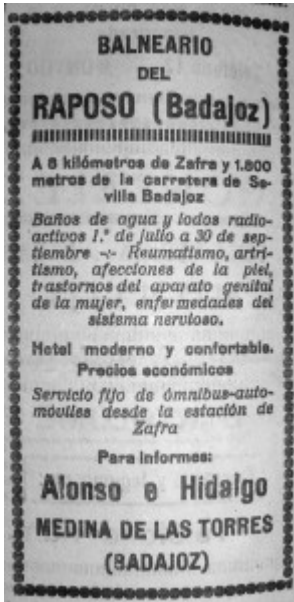 BALNEARIO
DEL
RAPOSO (Badajoz)
A 6 kilómetros de Zafra y 1.800
metros de la carretera de Se-
villa Badajoz
Baños de agua y lodos radio-
activos 1.º de julio a 30 de sep-
tiembre -:- Reumatismo, artri-
tismo, afecciones de la piel,
trastornos del aparato genital
de la mujer, enfermedades del
sistema nervioso.
Hotel moderno y confortable.
Precios económicos
Servicio fijo de ómnibus-auto-
móviles desde la estación de
Zafra
Para informes:
Alonso e Hidalgo
MEDINA DE LAS TORRES
(BADAJOZ)